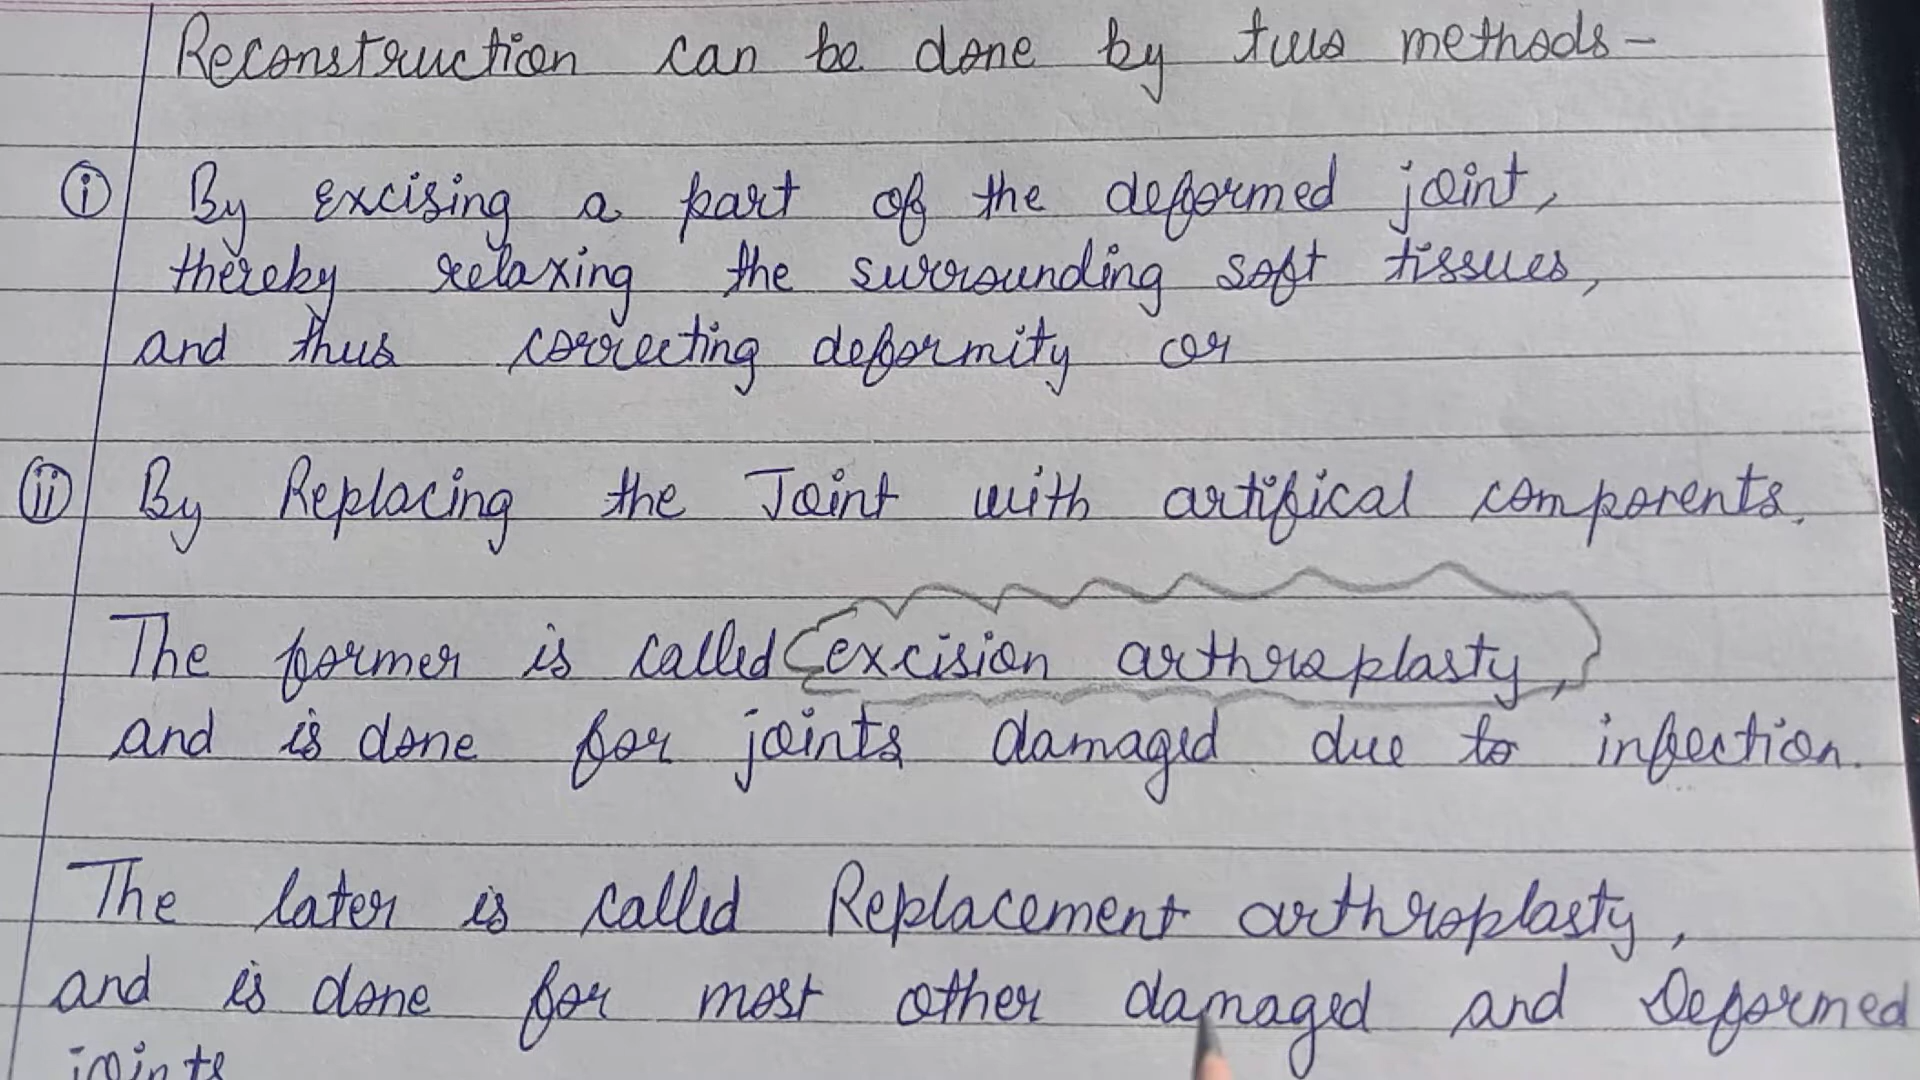 Reconstruction can be done by two methods-
(i) By excising a part of the deformed joint,
thereby relaxing the surrounding soft tissues,
and thus correcting deformity or
(ii) By Replacing the Joint with artifical components.
The former is called excision arthroplasty,
and is done for joints damaged due to infection.
The later is called Replacement arthroplasty,
and is done for most other damaged and Deformed
joints